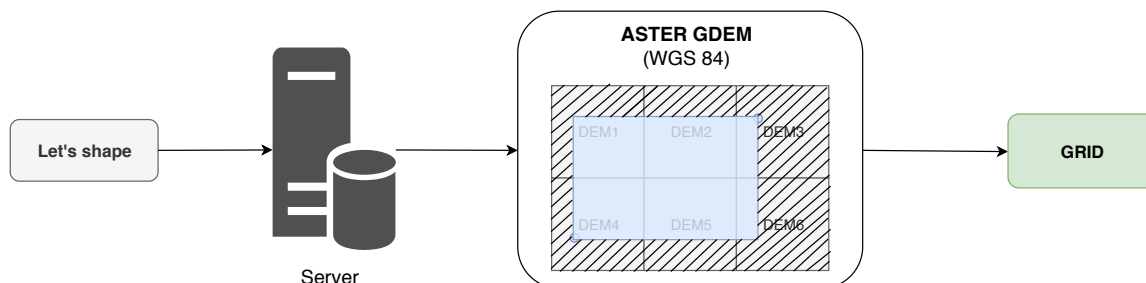 ASTER GDEM
(WGS 84)
DEM1 DEM2 DEM3
Let's shape
GRID
DEM4 DEM5 DEM6
Server